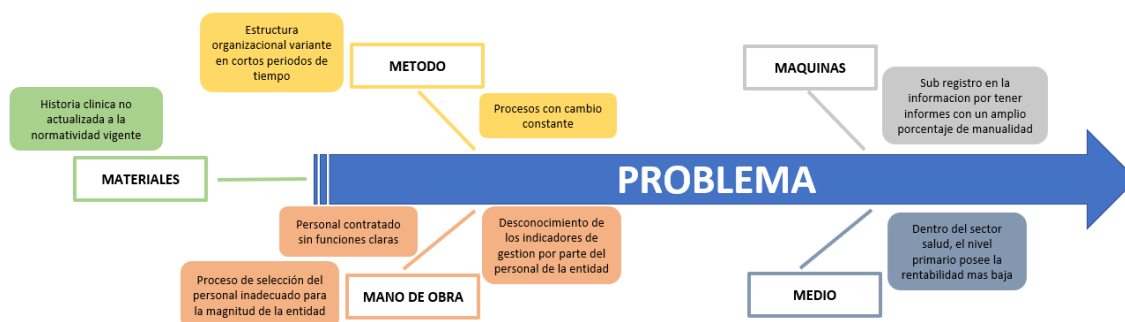 Estructura
organizacional variante
en cortos periodos de
tiempo
METODO
Procesos con cambio
constante
MAQUINAS
Sub registro en la
informacion por tener
informes con un amplio
porcentaje de manualidad
Historia clinica no
actualizada a la
normatividad vigente
MATERIALES
PROBLEMA
Personal contratado
sin funciones claras
Desconocimiento de
los indicadores de
gestion por parte del
personal de la entidad
Proceso de selección del
personal inadecuado para
la magnitud de la entidad
MANO DE OBRA
MEDIO
Dentro del sector
salud, el nivel
primario posee la
rentabilidad mas baja